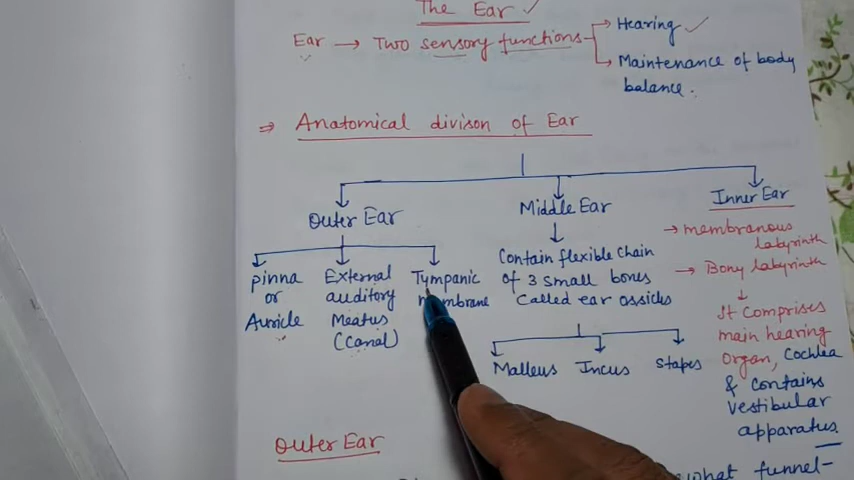 The Ear
Ear → Two sensory functions
Hearing
Maintenance of body
balance.
⇒ Anatomical divison of Ear
Outer Ear
Pinna
or
Auricle
External
auditory
Meatus
(Canal)
Tympanic
membrane
Middle Ear
Contain flexible chain
of 3 small bones
Called ear ossicles
Malleus Incus Stapes
Inner Ear
→ membranous
labyrinth
→ Bony labyrinth
It comprises
main hearing
Organ, Cochlea
& contains
vestibular
apparatus.
Outer Ear
what funnel-